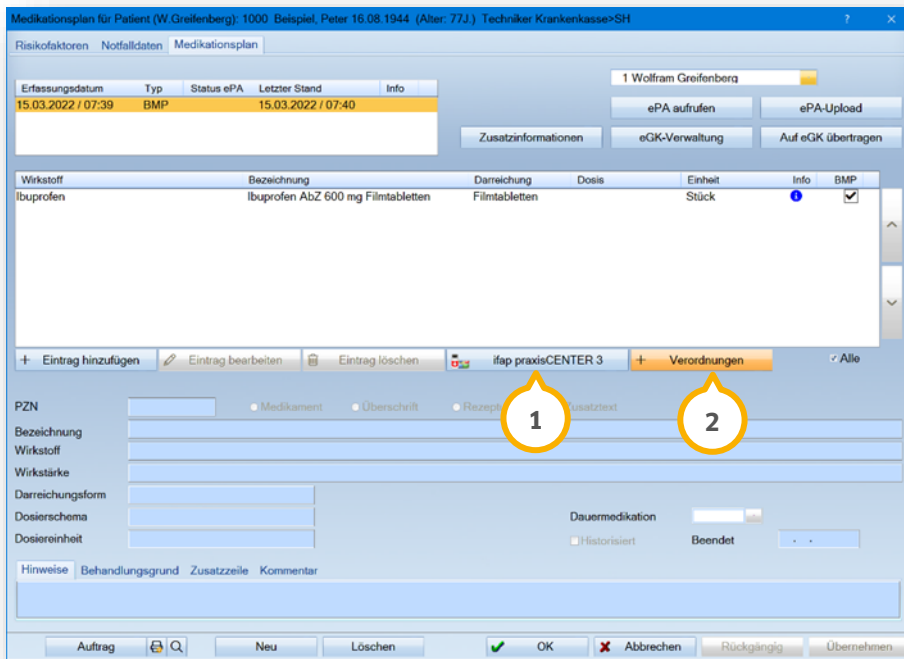 Medikationsplan für Patient (W.Greifenberg): 1000 Beispiel, Peter 16.08.1944 (Alter: 77J.) Techniker Krankenkasse>SH ?
Risikofaktoren Notfalldaten Medikationsplan
1 Wolfram Greifenberg
Erfassungsdatum Typ Status ePA Letzter Stand Info
15.03.2022 / 07:39 BMP 15.03.2022 / 07:40
ePA aufrufen ePA-Upload
Zusatzinformationen eGK-Verwaltung Auf eGK übertragen
Wirkstoff Bezeichnung Darreichung Dosis Einheit Info BMP
Ibuprofen Ibuprofen AbZ 600 mg Filmtabletten Filmtabletten Stück
+ Eintrag hinzufügen Eintrag bearbeiten Eintrag löschen ifap praxisCENTER 3 + Verordnungen Alle
1 2
PZN Medikament Überschrift Zusatztext
Bezeichnung
Wirkstoff
Wirkstärke
Darreichungsform
Dosierschema Dauermedikation
Dosiereinheit Historisiert Beendet . .
Hinweise Behandlungsgrund Zusatzzeile Kommentar
Auftrag Neu Löschen OK Abbrechen Rückgängig Übernehmen